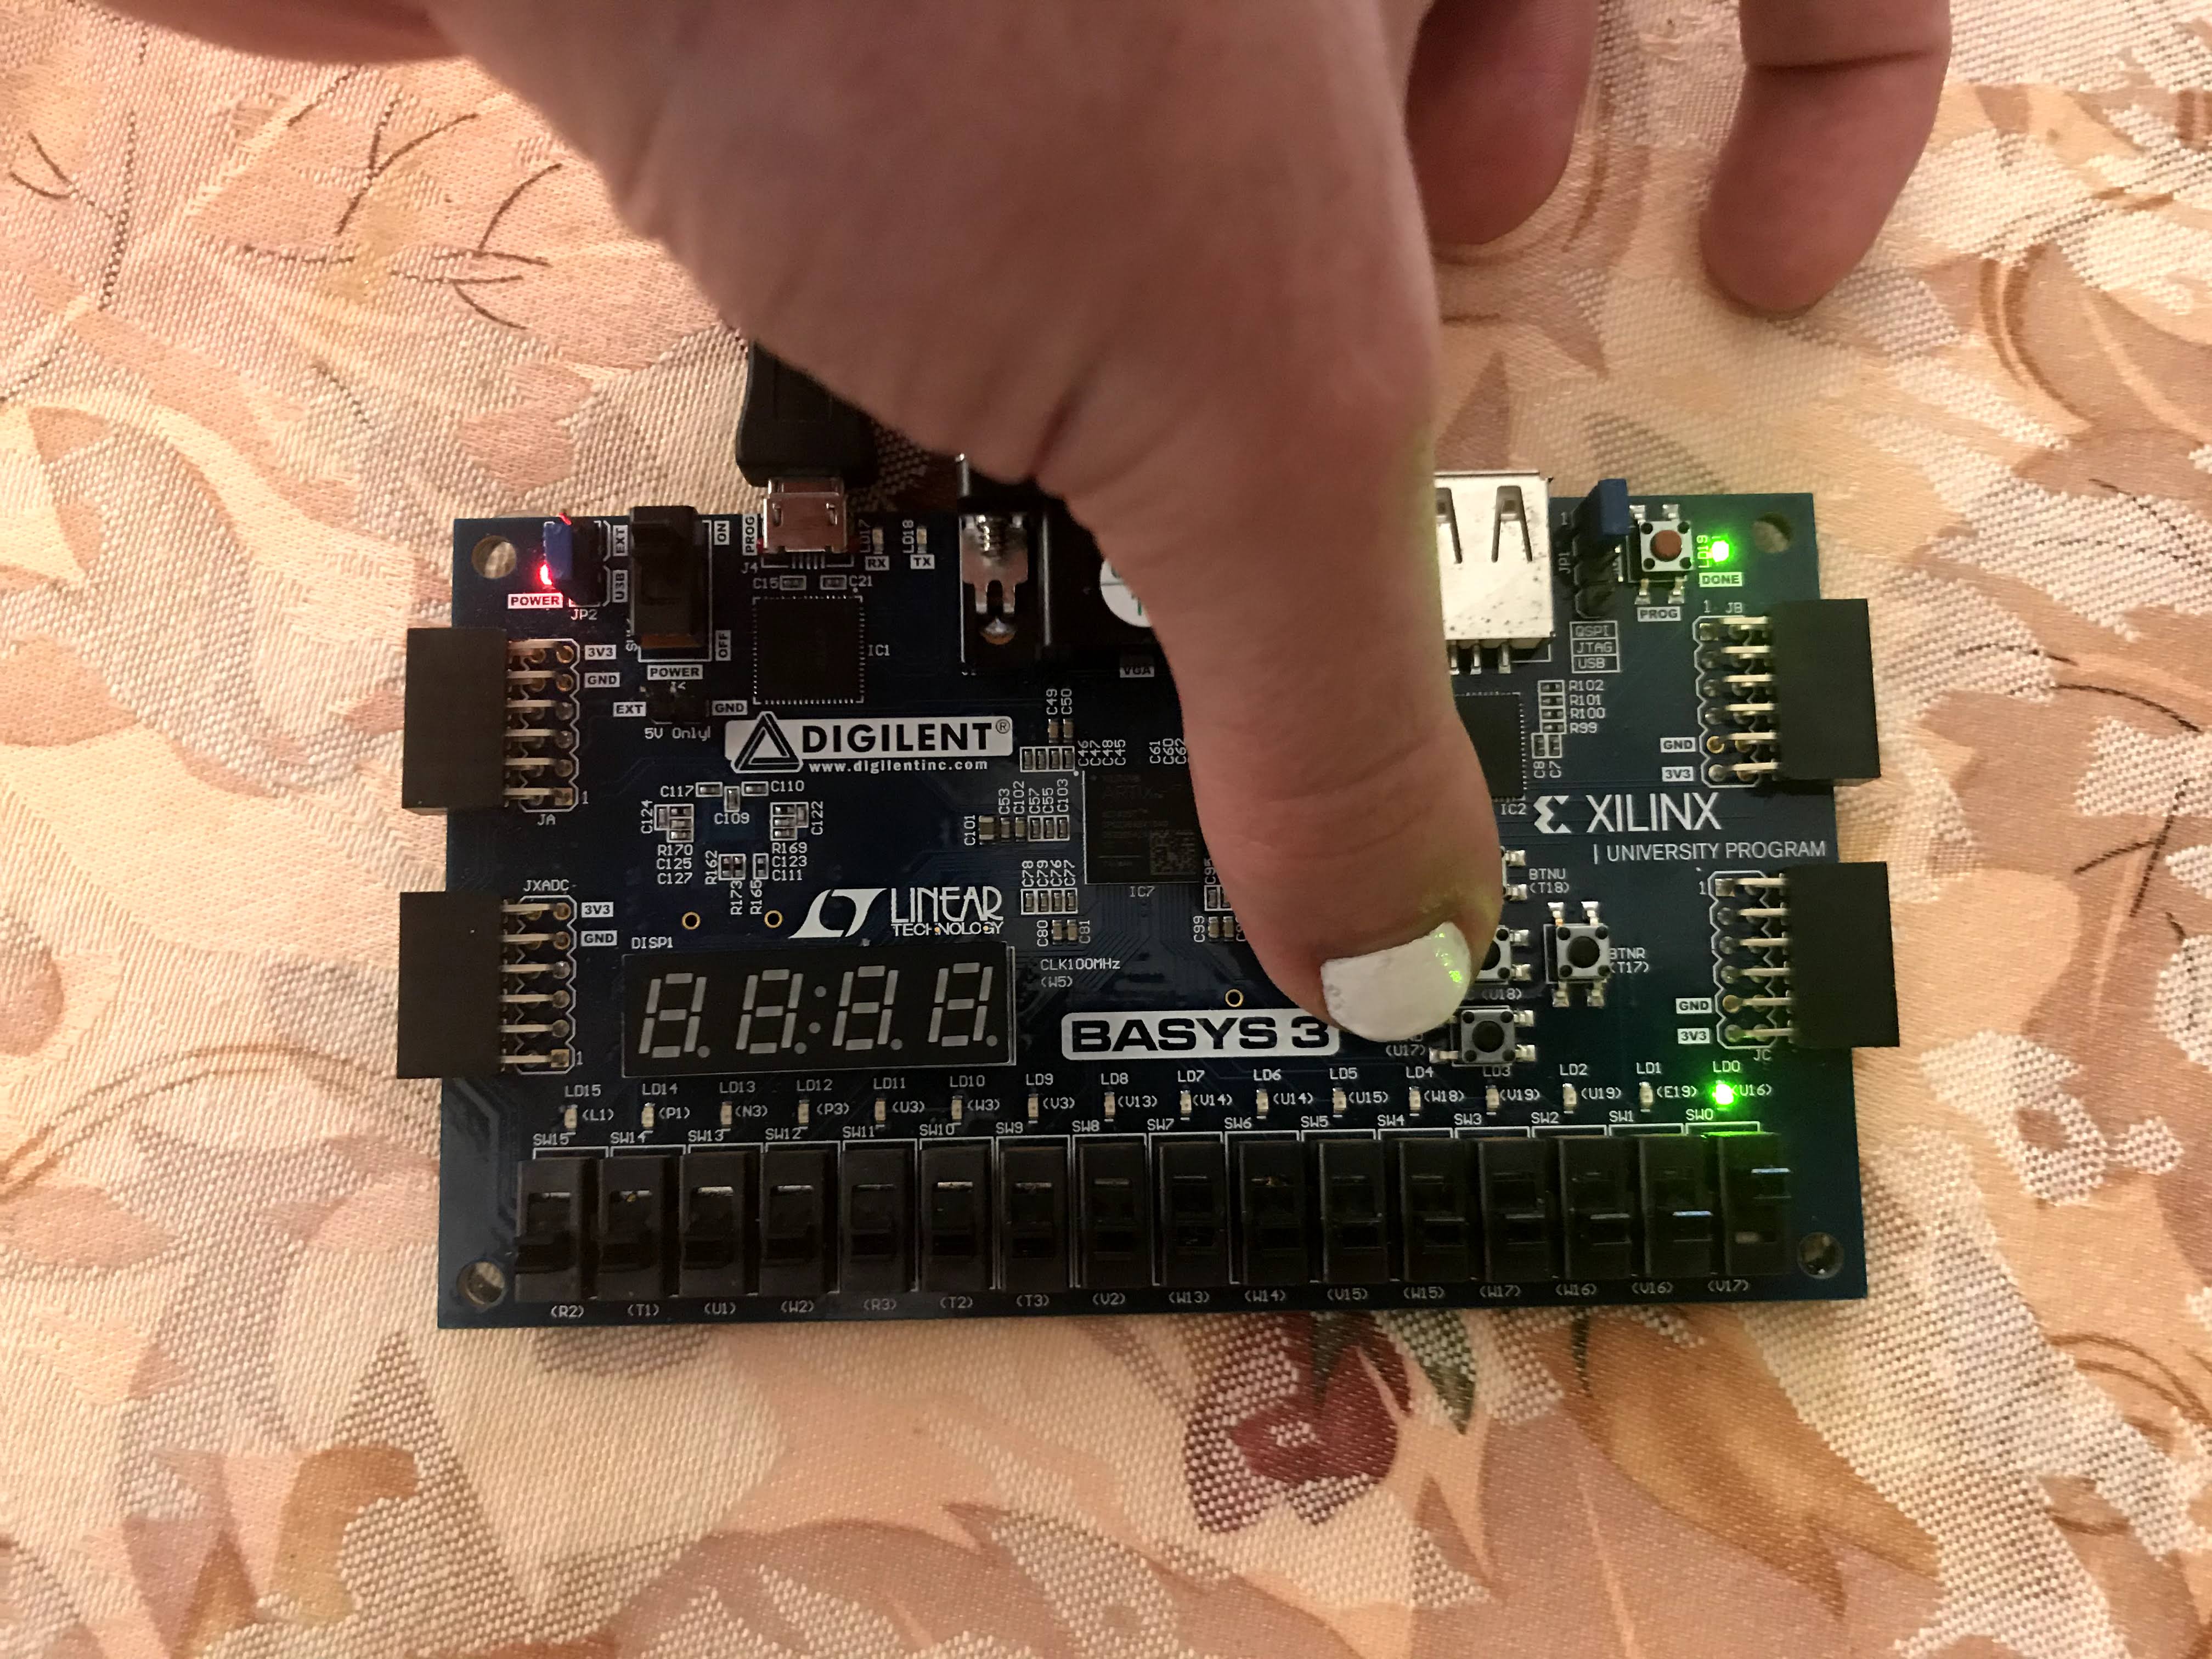 ON
OFF
EXT
USB
POWER
JP2
POWER
EXT
GND
5V Only!
PROG
J4
LD17
RX
LD18
TX
C15
C21
IC1
VGA
JP1
QSPI
JTAG
USB
PROG
LD19
DONE
1 JB
GND
3V3
3V3
GND
JA
1
DIGILENT®
www.digilentinc.com
C49
C50
C46
C47
C48
C45
C61
C60
C62
R102
R101
R100
R99
C8
C7
IC2
XILINX
UNIVERSITY PROGRAM
C117
C110
C109
C124
C122
R170
C125
C127
R162
R173
R165
R169
C123
C111
C101
C53
C102
C57
C55
C103
ARTIX
C78
C79
C76
C77
IC7
C80
C81
C95
C99
LINEAR
TECHNOLOGY
BTNU
(T18)
BTNR
(T17)
(U18)
(U17)
JXADC
3V3
GND
1
DISP1
CLK100MHz
(W5)
BASYS 3
1
GND
3V3
JC
LD15 LD14 LD13 LD12 LD11 LD10 LD9 LD8 LD7 LD6 LD5 LD4 LD3 LD2 LD1 LD0
(L1) (P1) (N3) (P3) (U3) (W3) (V3) (V13) (V14) (U14) (U15) (W18) (V19) (U19) (E19) (U16)
SW15 SW14 SW13 SW12 SW11 SW10 SW9 SW8 SW7 SW6 SW5 SW4 SW3 SW2 SW1 SW0
(R2) (T1) (U1) (W2) (R3) (T2) (T3) (V2) (W13) (W14) (V15) (W15) (W17) (W16) (V16) (V17)